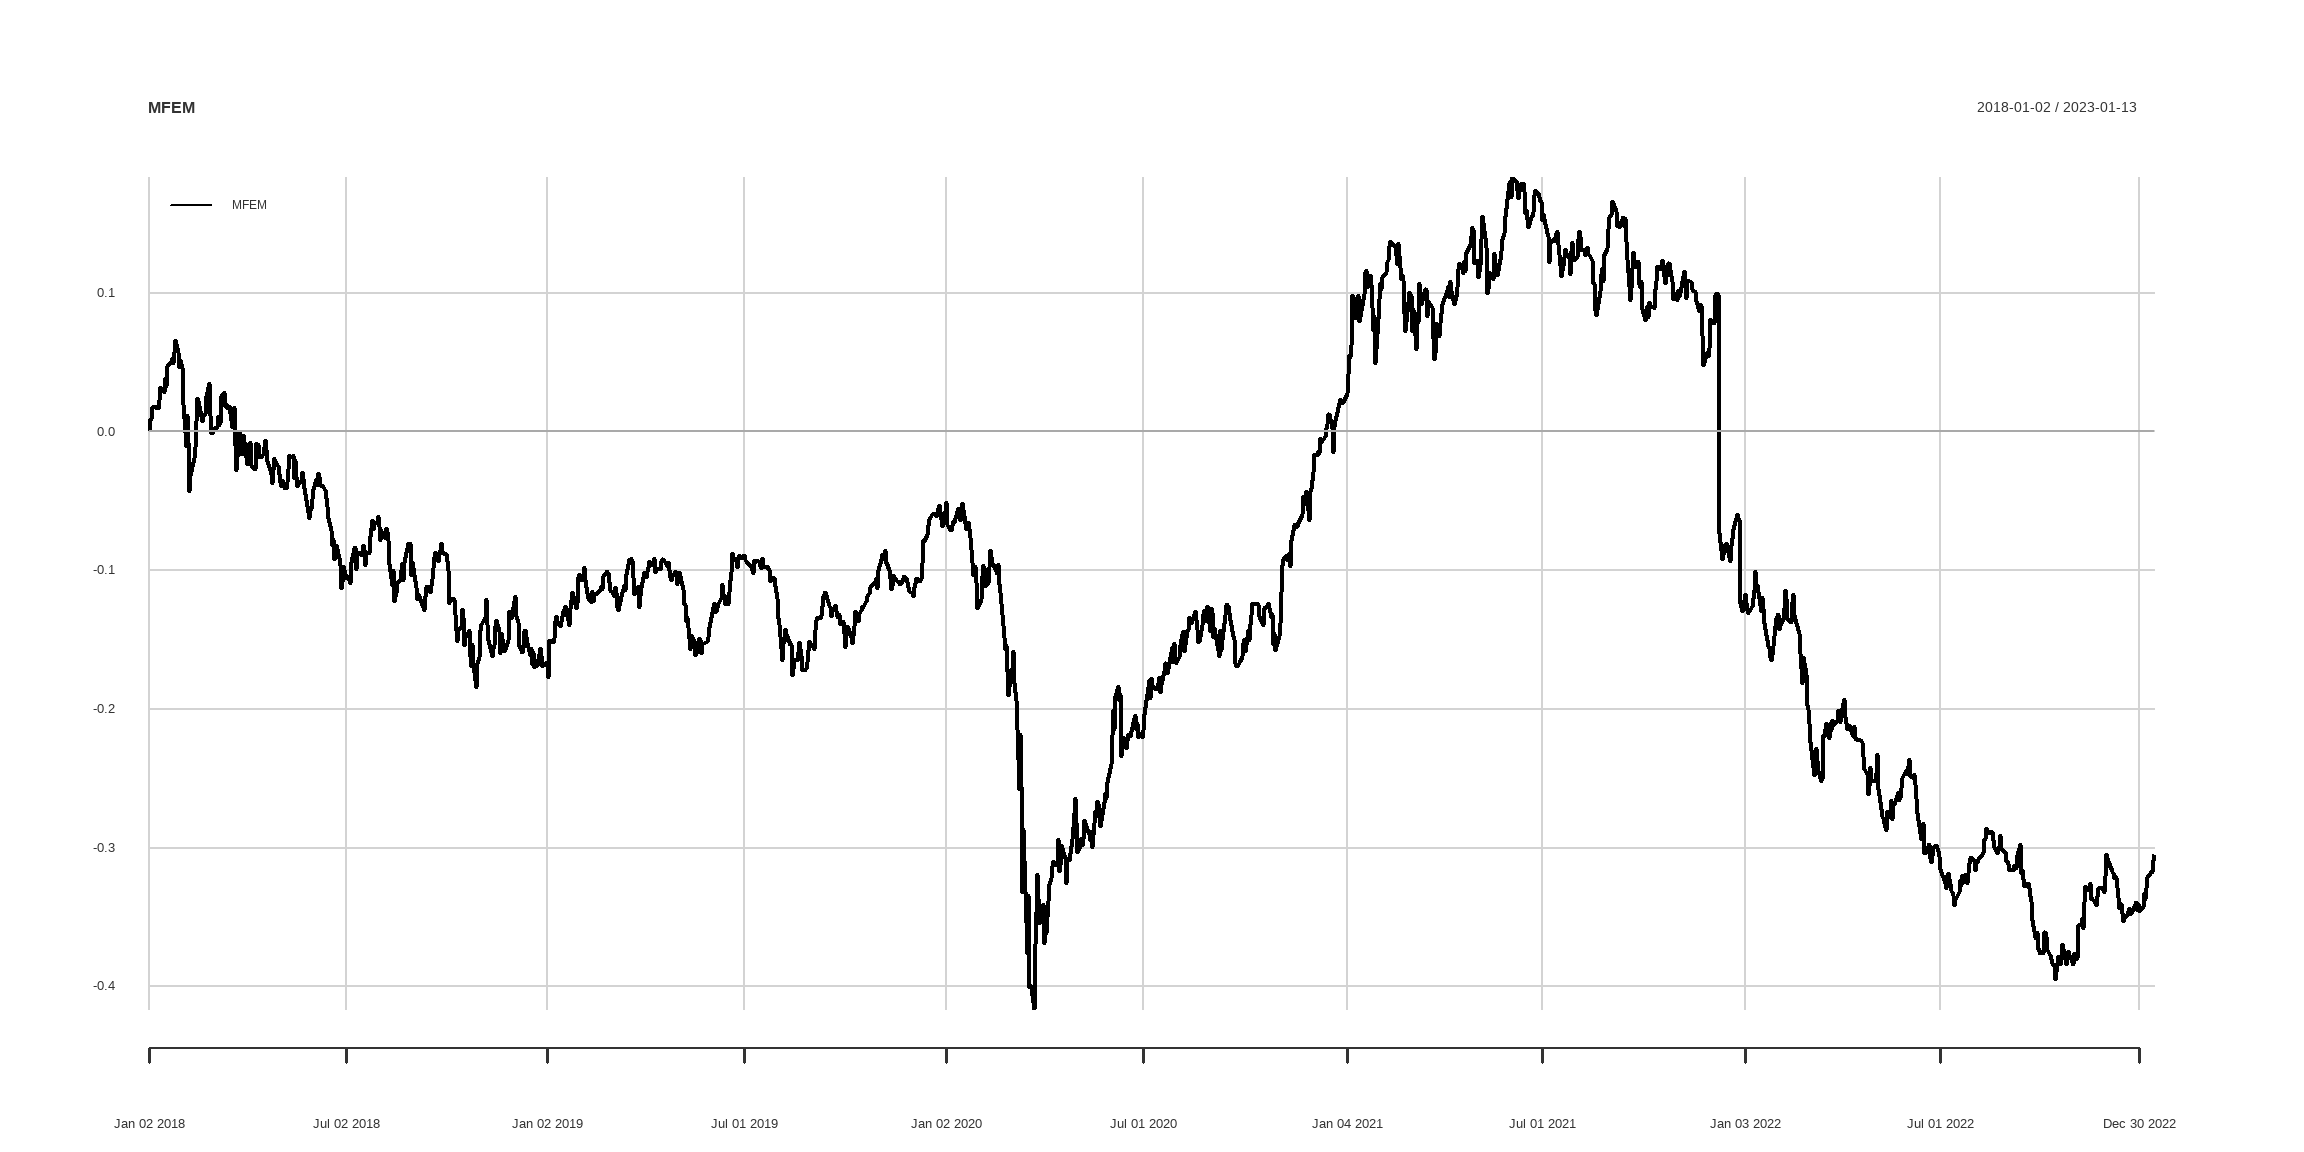 MFEM
2018-01-02 / 2023-01-13
MFEM
0.1
0.0
-0.1
-0.2
-0.3
-0.4
Jan 02 2018
Jul 02 2018
Jan 02 2019
Jul 01 2019
Jan 02 2020
Jul 01 2020
Jan 04 2021
Jul 01 2021
Jan 03 2022
Jul 01 2022
Dec 30 2022